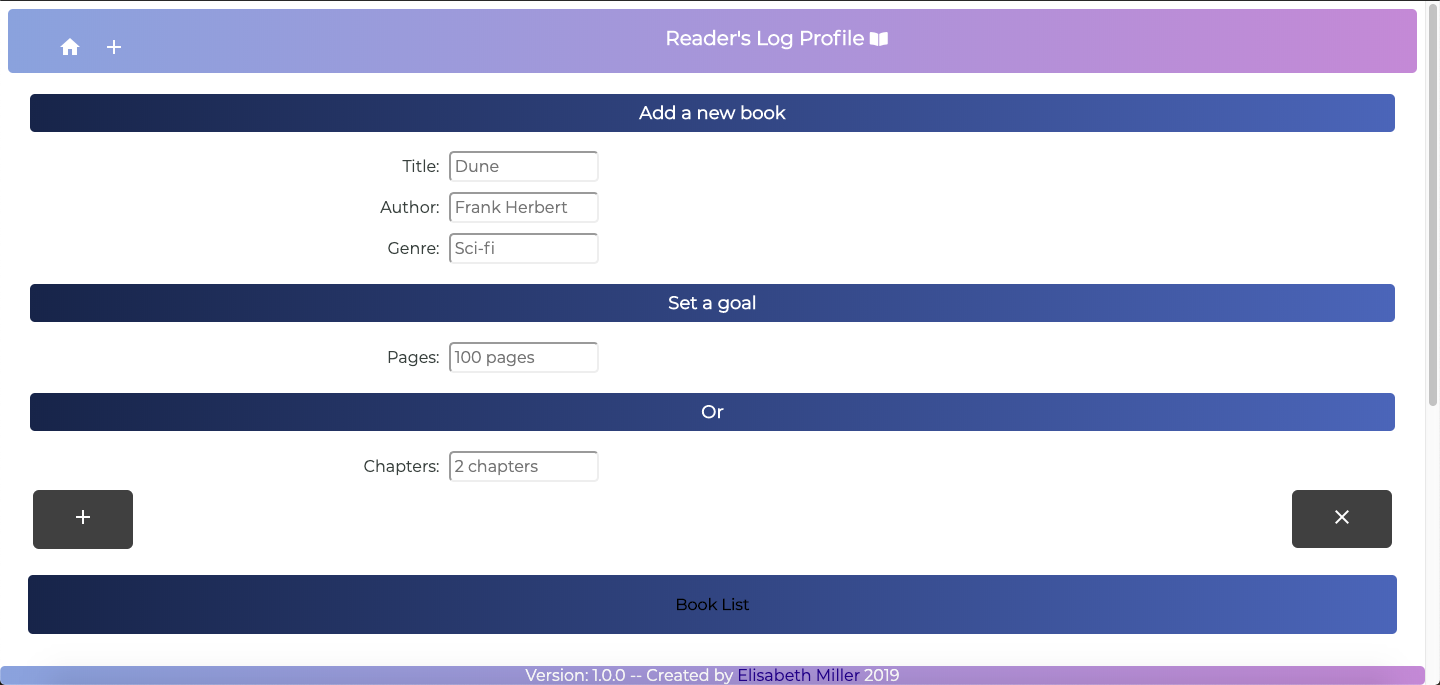 Reader's Log Profile
Add a new book
Title: Dune
Author: Frank Herbert
Genre: Sci-fi
Set a goal
Pages: 100 pages
Or
Chapters: 2 chapters
Book List
Version: 1.0.0 -- Created by Elisabeth Miller 2019